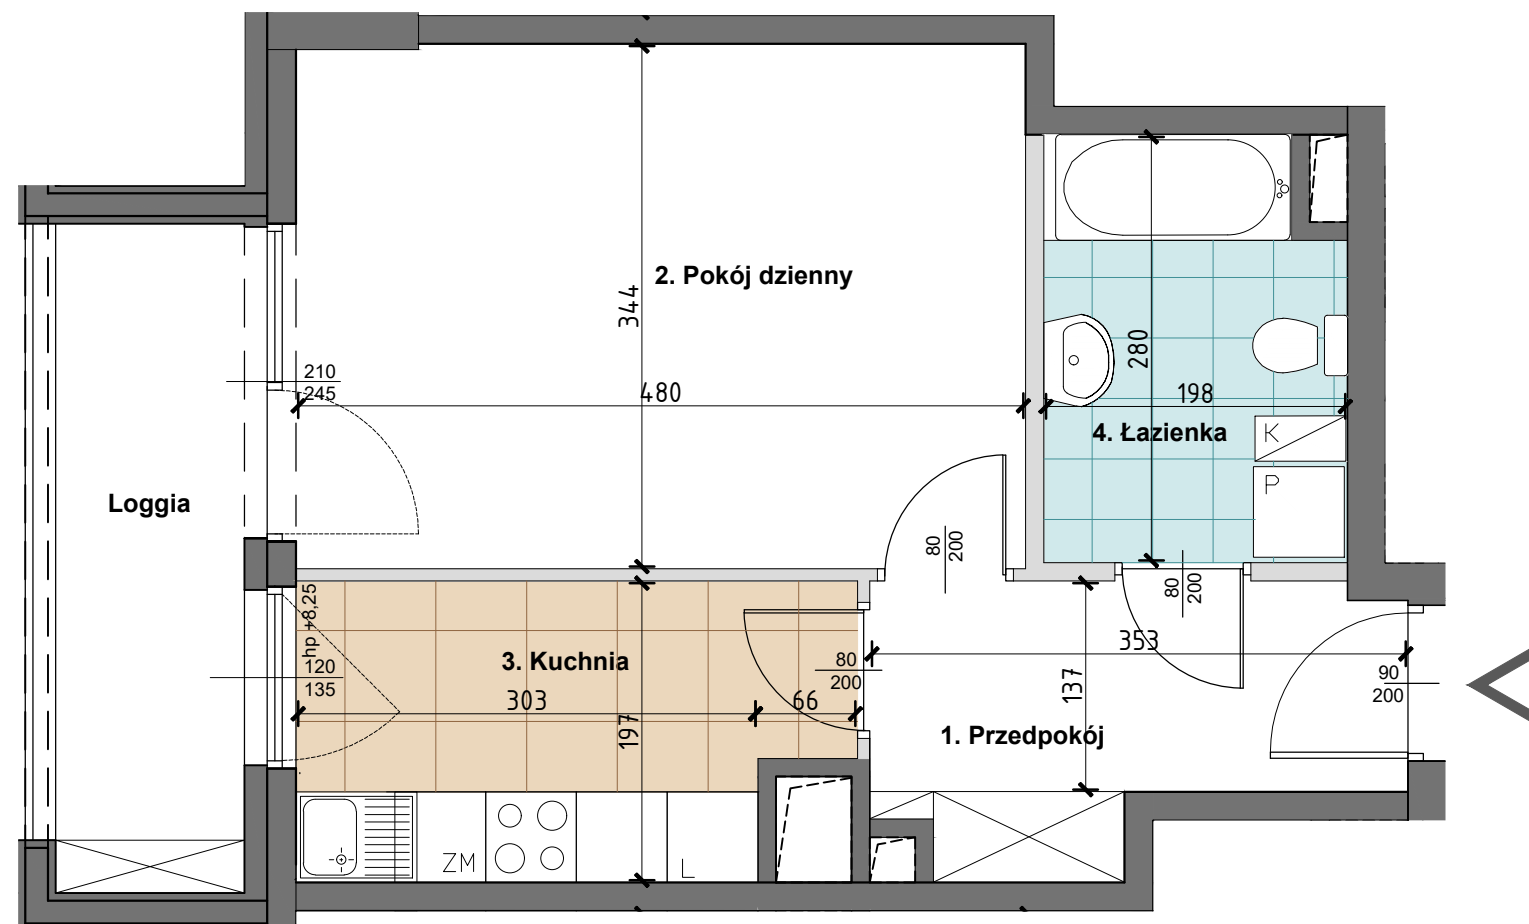 2. Pokój dzienny
344
280
210
245
480
198
4. Łazienka
K
P
Loggia
80
200
80
200
hp +8,25
120
135
3. Kuchnia
303
66
197
80
200
353
137
90
200
1. Przedpokój
ZM
L